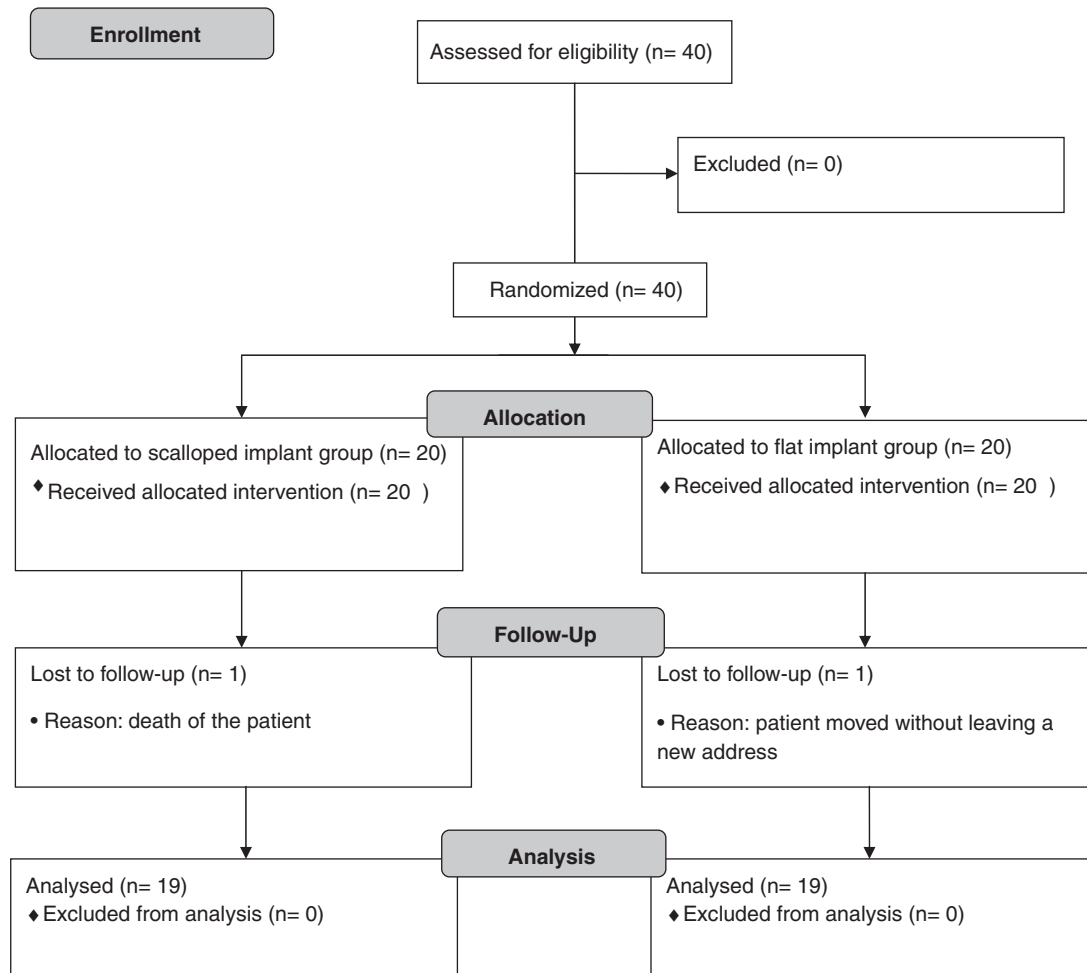 Enrollment
Assessed for eligibility (n= 40)
Excluded (n= 0)
Randomized (n= 40)
Allocation
Allocated to scalloped implant group (n= 20)
♦ Received allocated intervention (n= 20 )
Allocated to flat implant group (n= 20)
♦ Received allocated intervention (n= 20 )
Follow-Up
Lost to follow-up (n= 1)
• Reason: death of the patient
Lost to follow-up (n= 1)
• Reason: patient moved without leaving a
new address
Analysis
Analysed (n= 19)
♦ Excluded from analysis (n= 0)
Analysed (n= 19)
♦ Excluded from analysis (n= 0)